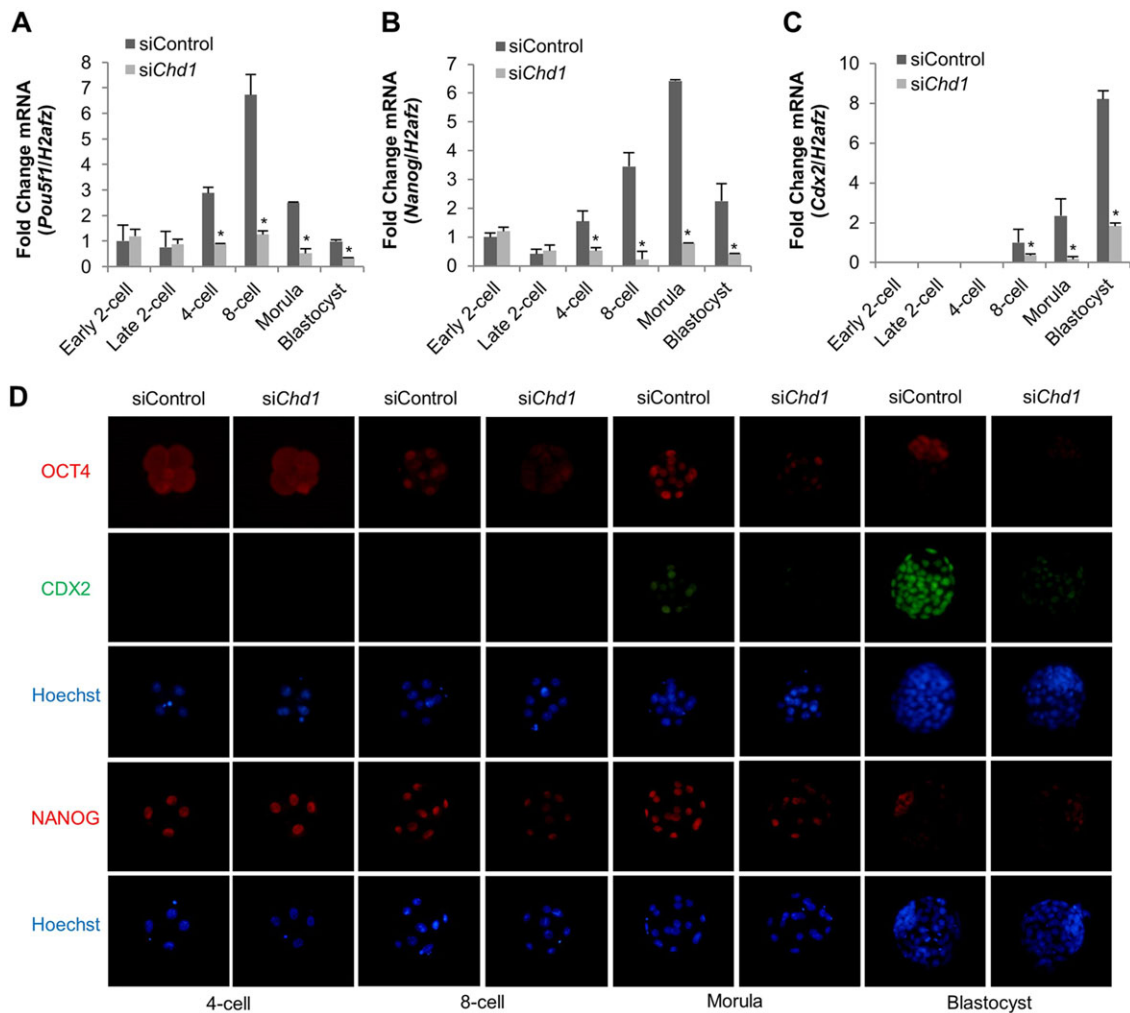 A
siControl
siChd1
Fold Change mRNA
(Pou5f1/H2afz)
8
7
6
5
4
3
2
1
0
*
*
*
*
Early 2-cell
Late 2-cell
4-cell
8-cell
Morula
Blastocyst
B
siControl
siChd1
Fold Change mRNA
(Nanog/H2afz)
7
6
5
4
3
2
1
0
*
*
*
*
Early 2-cell
Late 2-cell
4-cell
8-cell
Morula
Blastocyst
C
siControl
siChd1
Fold Change mRNA
(Cdx2/H2afz)
10
8
6
4
2
0
*
*
*
Early 2-cell
Late 2-cell
4-cell
8-cell
Morula
Blastocyst
D
siControl siChd1 siControl siChd1 siControl siChd1 siControl siChd1
OCT4
CDX2
Hoechst
NANOG
Hoechst
4-cell 8-cell Morula Blastocyst